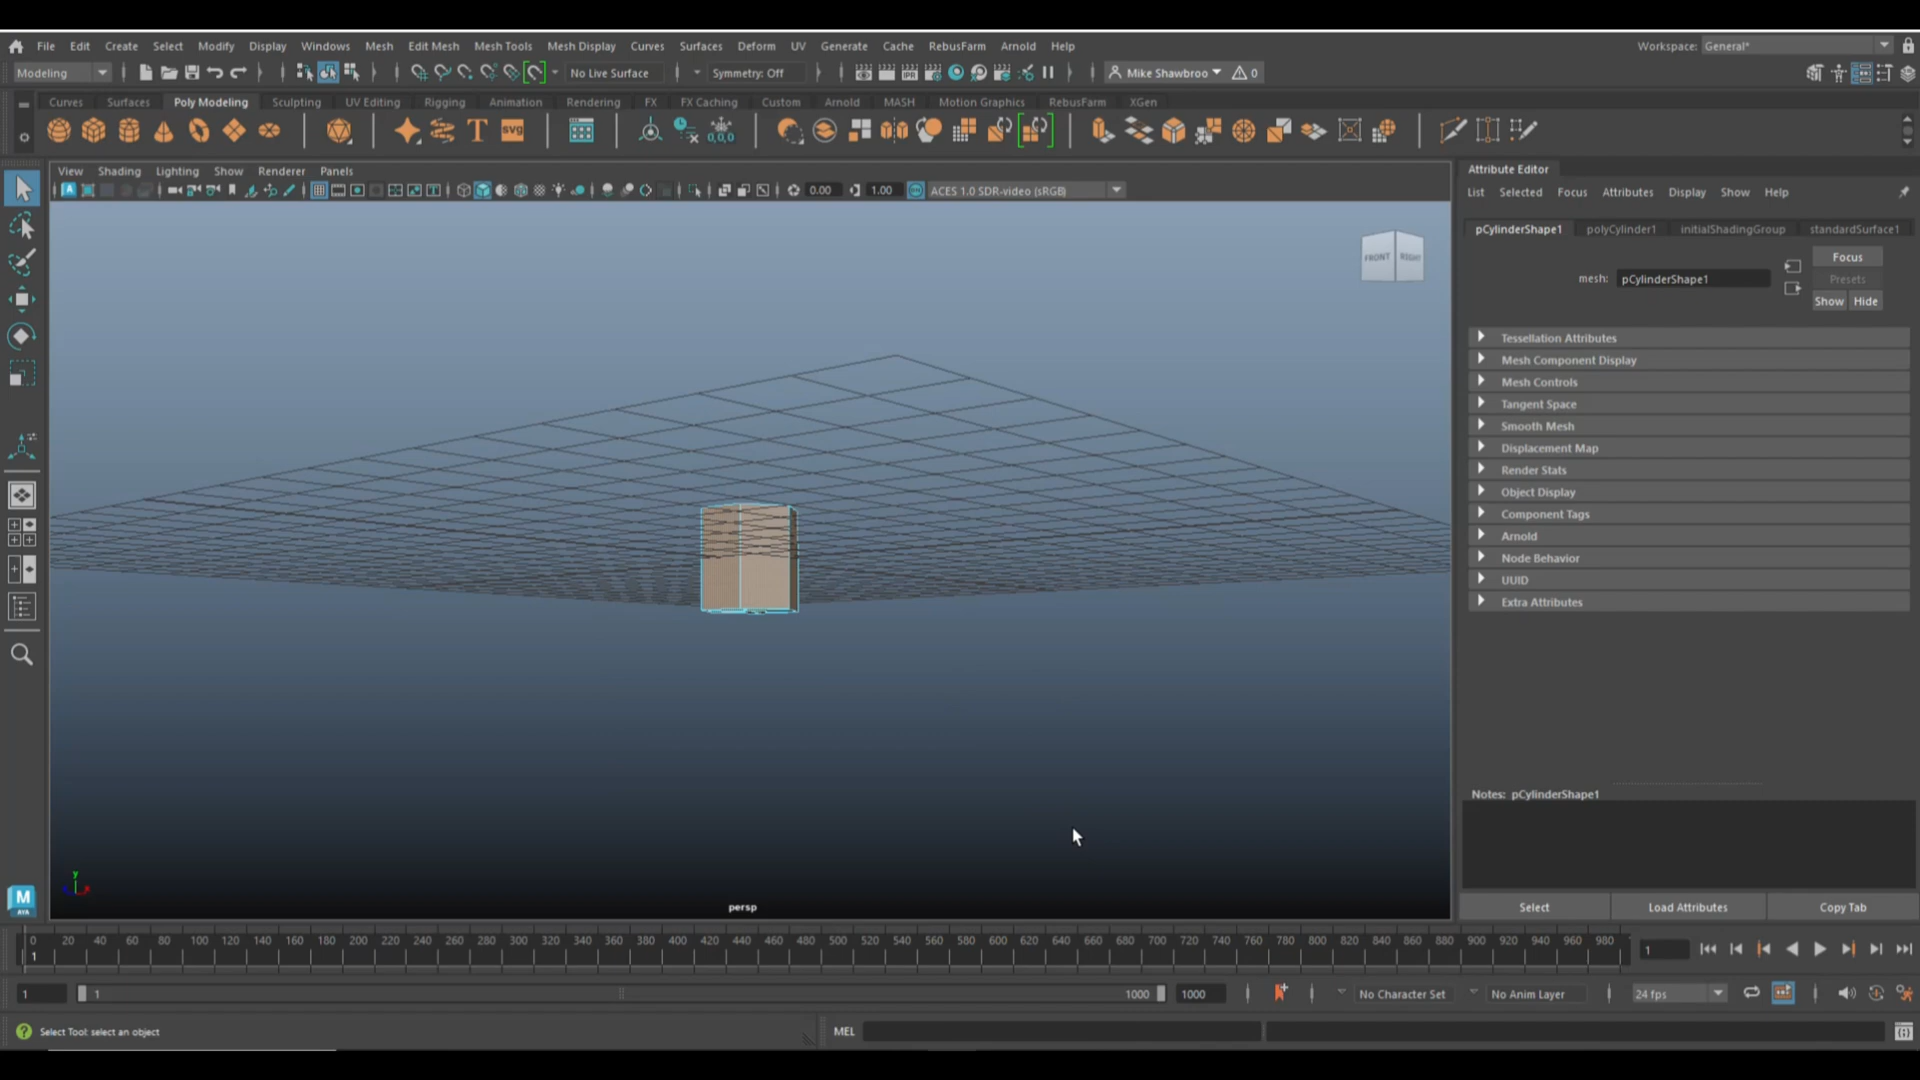 File Edit Create Select Modify Display Windows Mesh Edit Mesh Mesh Tools Mesh Display Curves Surfaces Deform UV Generate Cache RebusFarm Arnold Help Workspace: General*
Modeling No Live Surface Symmetry: Off IPR Mike Shawbroo 0
Curves Surfaces Poly Modeling Sculpting UV Editing Rigging Animation Rendering FX FX Caching Custom Arnold MASH Motion Graphics RebusFarm XGen
T SVG 0,0,0
View Shading Lighting Show Renderer Panels
0.00 1.00 ACES 1.0 SDR-video (sRGB)
FRONT RIGHT
y
persp
Attribute Editor
List Selected Focus Attributes Display Show Help
pCylinderShape1 polyCylinder1 initialShadingGroup standardSurface1
Focus
mesh: pCylinderShape1 Presets
Show Hide
Tessellation Attributes
Mesh Component Display
Mesh Controls
Tangent Space
Smooth Mesh
Displacement Map
Render Stats
Object Display
Component Tags
Arnold
Node Behavior
UUID
Extra Attributes
Notes: pCylinderShape1
Select Load Attributes Copy Tab
M
0 20 40 60 80 100 120 140 160 180 200 220 240 260 280 300 320 340 360 380 400 420 440 460 480 500 520 540 560 580 600 620 640 660 680 700 720 740 760 780 800 820 840 860 880 900 920 940 960 980
1 1
1 1 1000 1000 No Character Set No Anim Layer 24 fps
Select Tool: select an object MEL